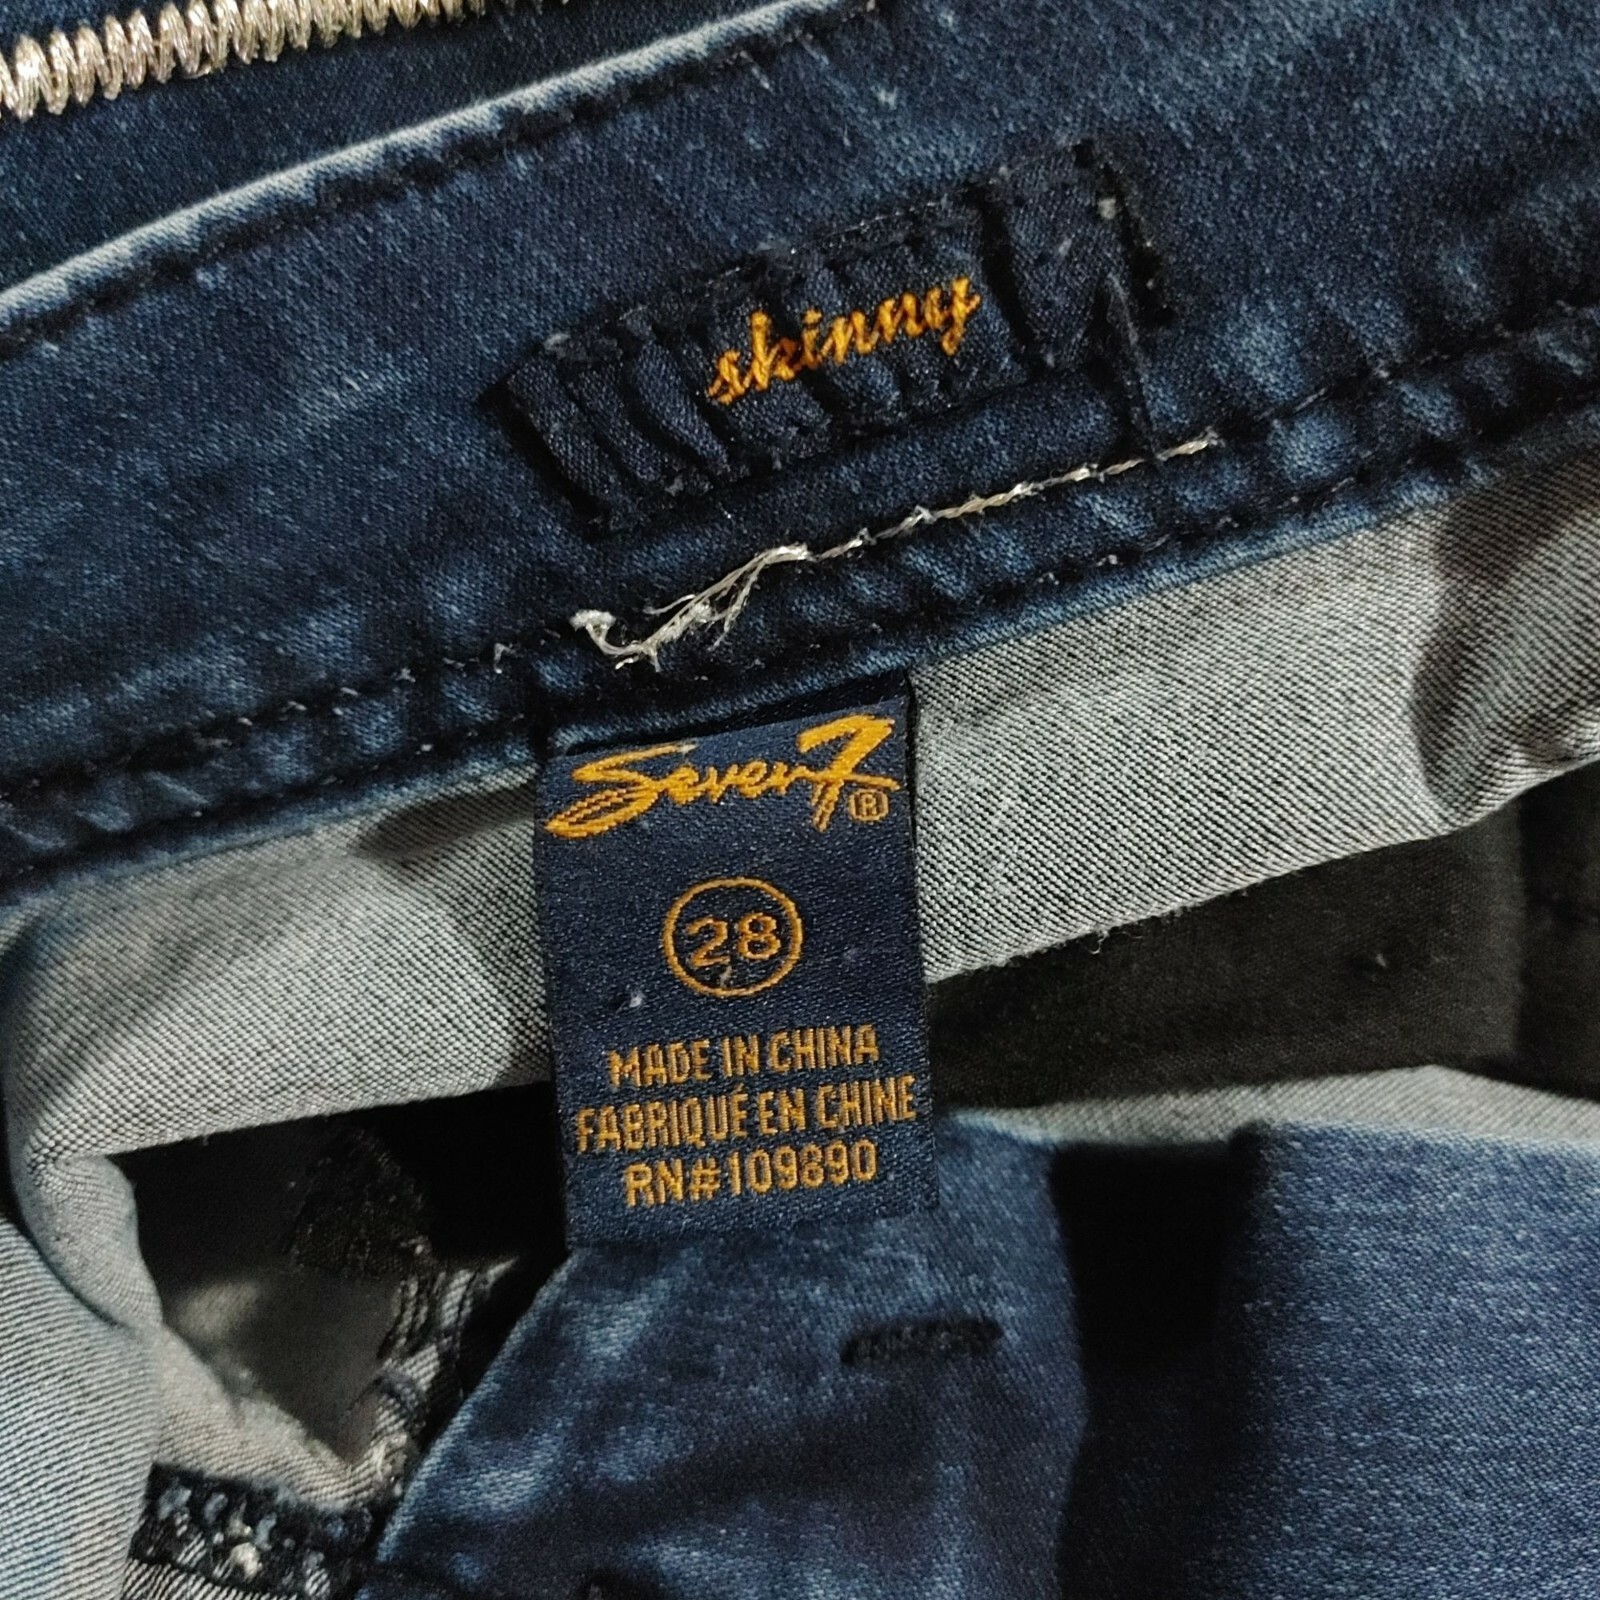 skinny
Seven7®
28
MADE IN CHINA
FABRIQUÉ EN CHINE
RN#109890